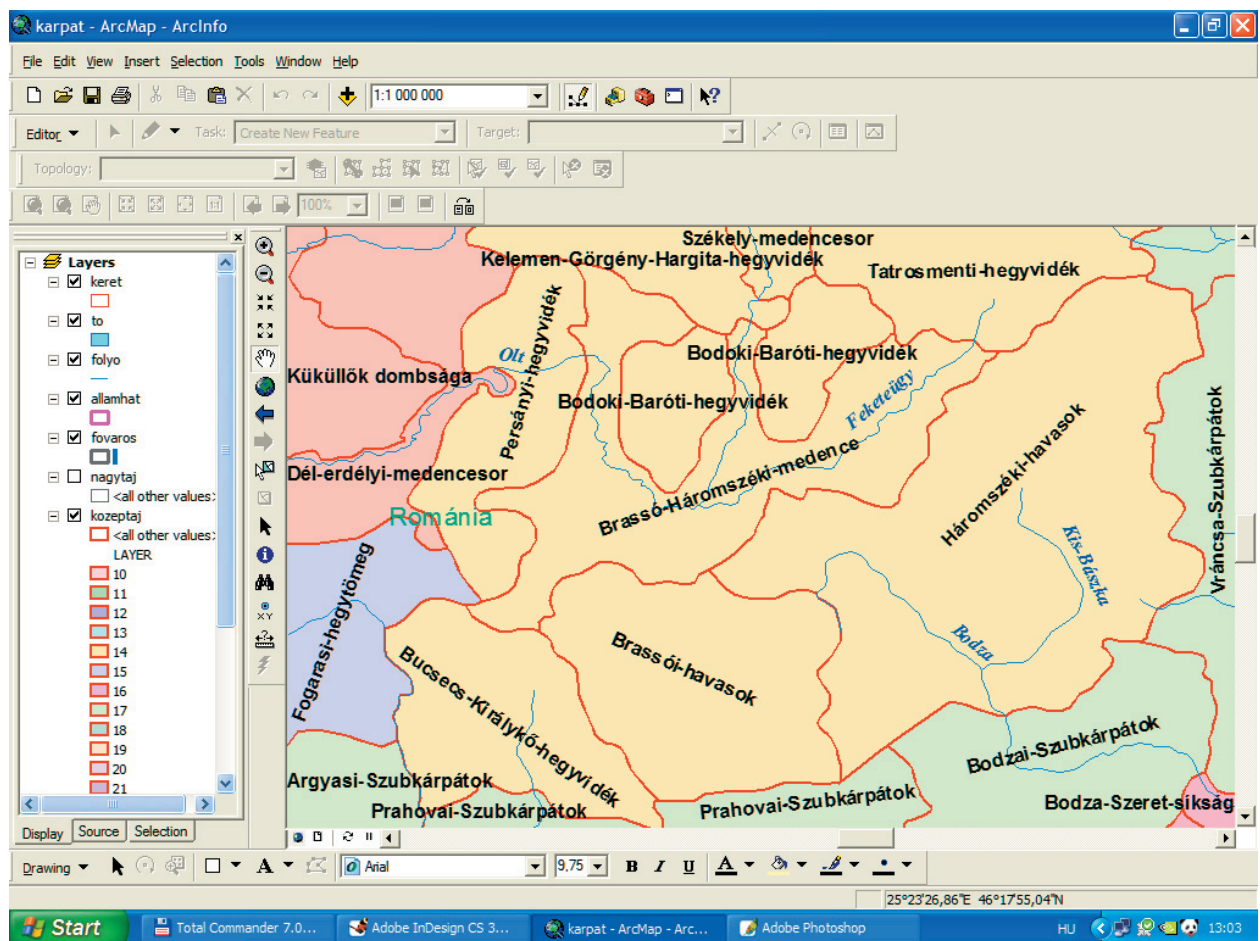 karpat - ArcMap - ArcInfo
File Edit View Insert Selection Tools Window Help
1:1 000 000
Editor Task: Create New Feature Target:
Topology:
100%
Layers
keret
to
folyo
allamhat
fovaros
nagytaj
<all other values>
kozeptaj
<all other values>
LAYER
10
11
12
13
14
15
16
17
18
19
20
21
Display Source Selection
Székely-medencesor
Kelemen-Görgény-Hargita-hegyvidék
Tatrosmenti-hegyvidék
Persányi-hegyvidék
Olt
Bodoki-Baróti-hegyvidék
Küküllők dombsága
Bodoki-Baróti-hegyvidék
Feketeügy
Vráncsa-Szubkárpátok
Dél-erdélyi-medencesor
Brassó-Háromszéki-medence
Háromszéki-havasok
Románia
Kis-Bászka
Fogarasi-hegytömeg
Bodza
Bucsecs-Királykő-hegyvidék
Brassói-havasok
Bodzai-Szubkárpátok
Argyasi-Szubkárpátok
Prahovai-Szubkárpátok
Prahovai-Szubkárpátok
Bodza-Szeret-síkság
Drawing A Arial 9,75 B I U A
25°23'26,86"E 46°17'55,04"N
Start Total Commander 7.0... Adobe InDesign CS 3... karpat - ArcMap - Arc... Adobe Photoshop HU 13:03